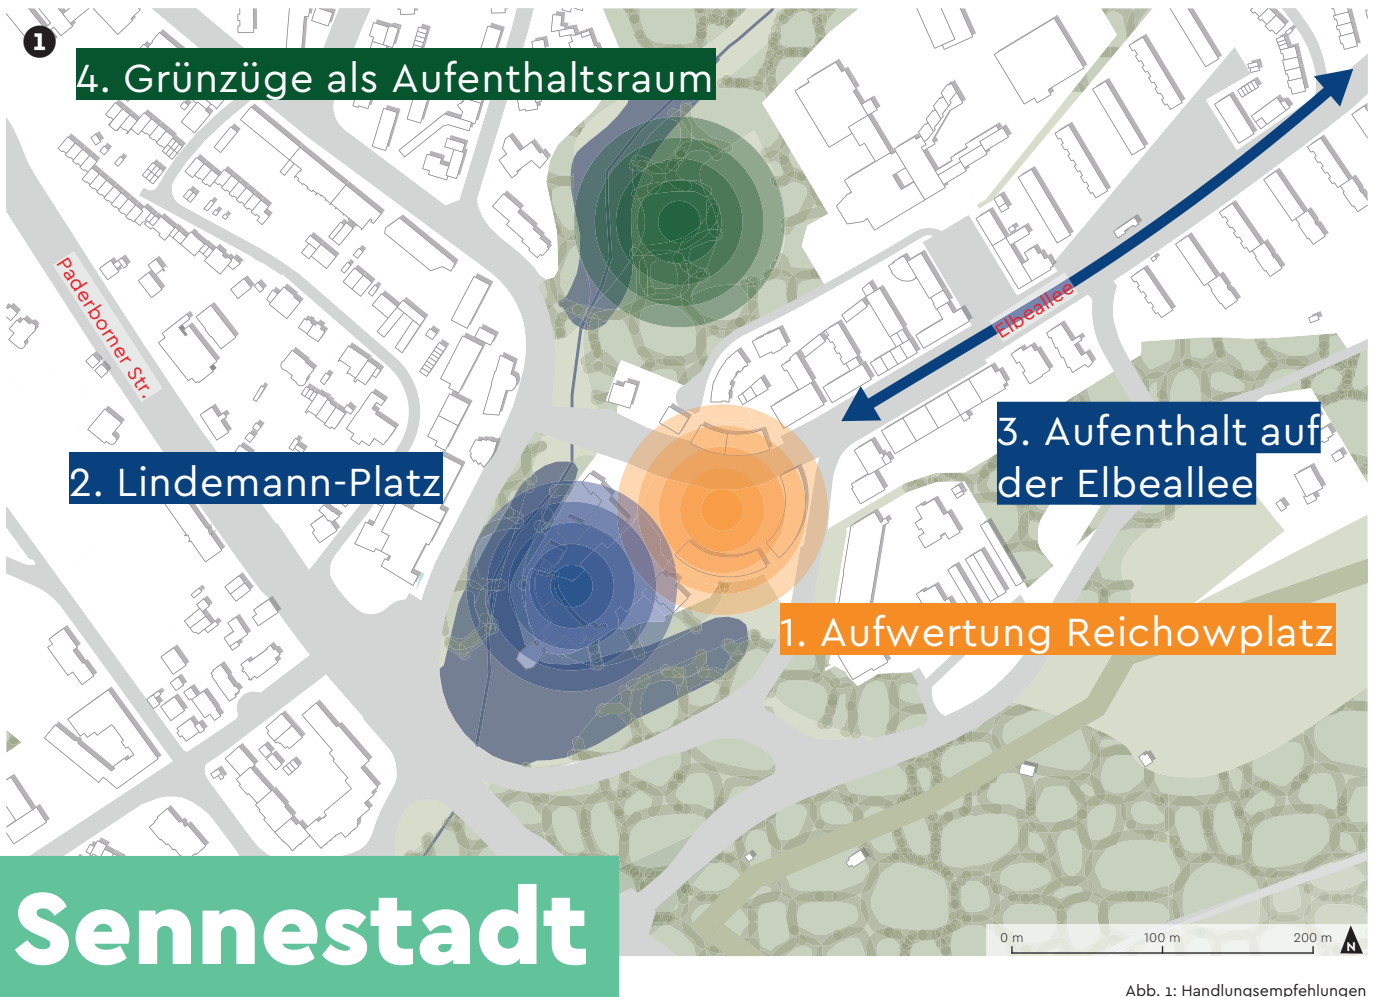 1
4. Grünzüge als Aufenthaltsraum
Paderborner Str.
Elbeallee
3. Aufenthalt auf
der Elbeallee
2. Lindemann-Platz
1. Aufwertung Reichowplatz
Sennestadt
0 m 100 m 200 m
N
Abb. 1: Handlungsempfehlungen